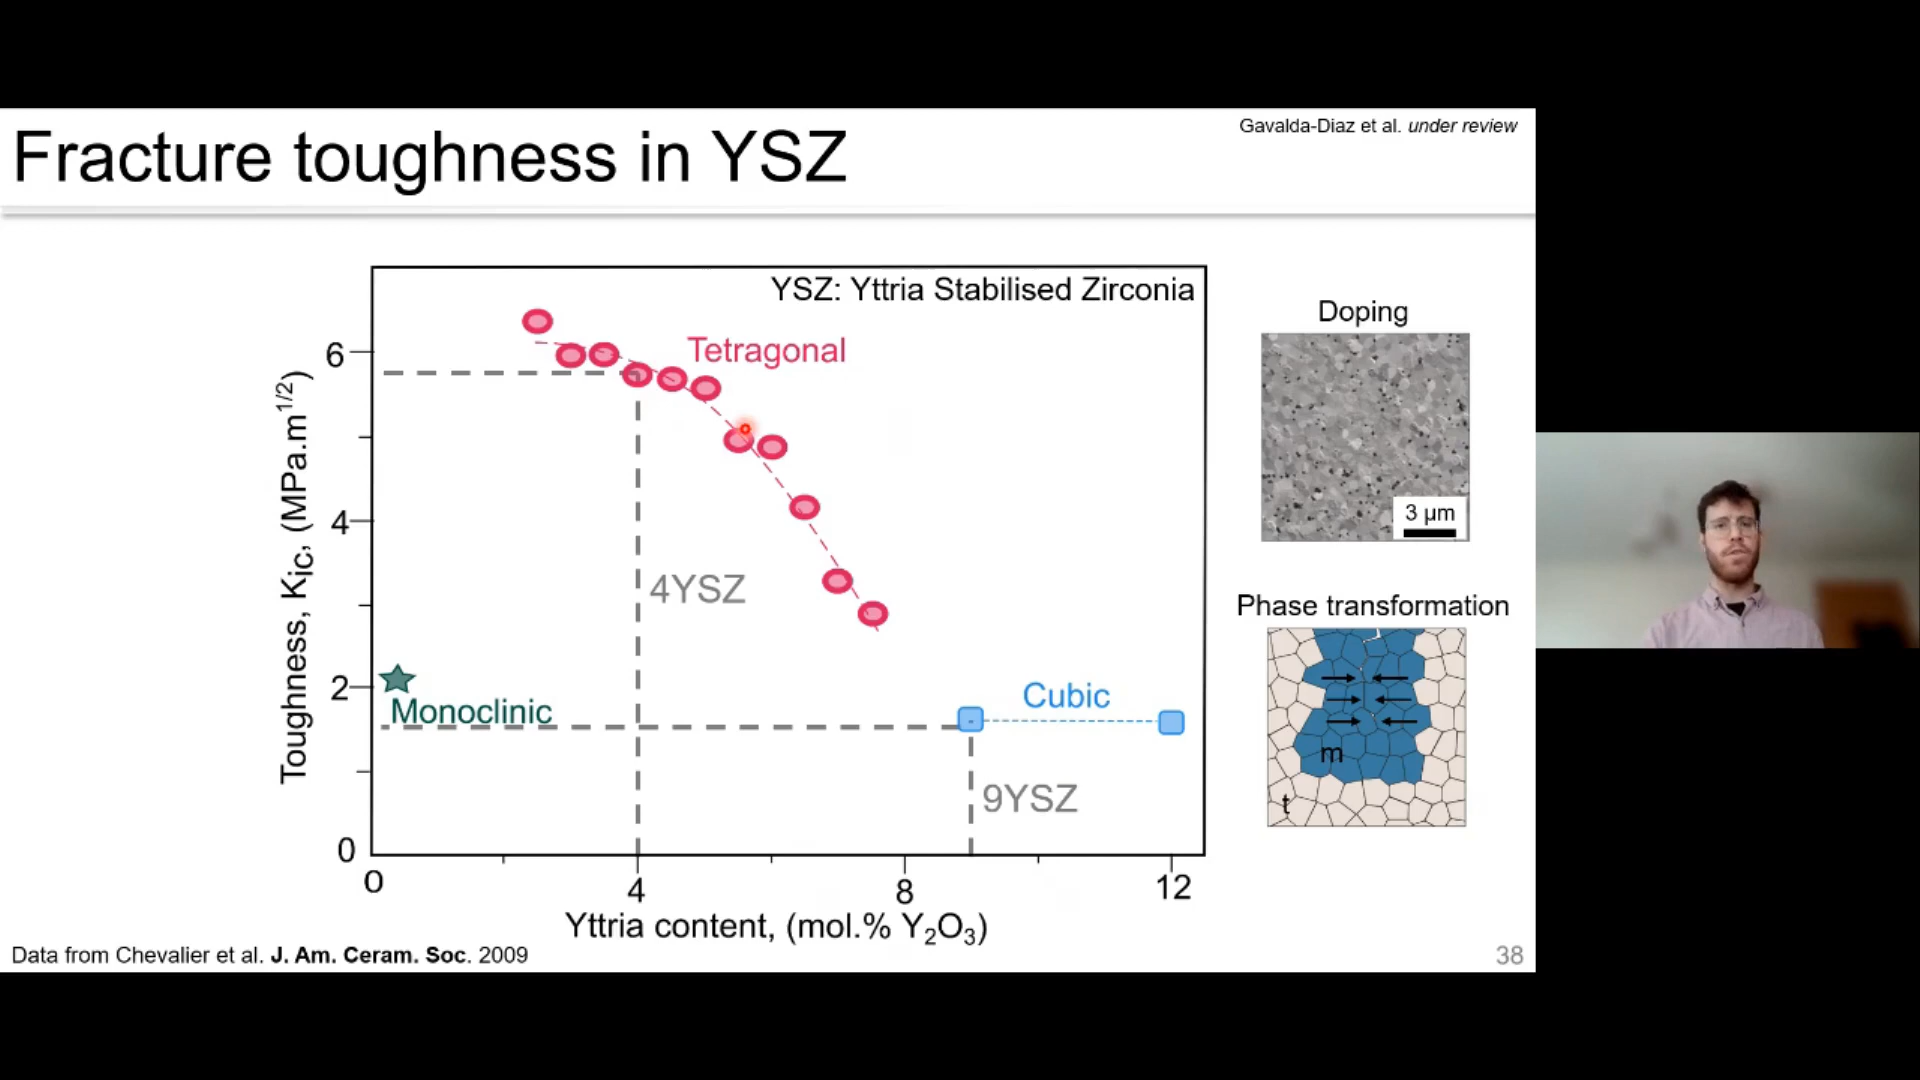 Fracture toughness in YSZ
Gavalda-Diaz et al. under review
YSZ: Yttria Stabilised Zirconia
Tetragonal
6
4
2
0
Toughness, K_IC, (MPa.m^1/2)
4YSZ
Monoclinic
Cubic
9YSZ
0
4
8
12
Yttria content, (mol.% Y₂O₃)
Doping
3 µm
Phase transformation
m
t
Data from Chevalier et al. J. Am. Ceram. Soc. 2009
38